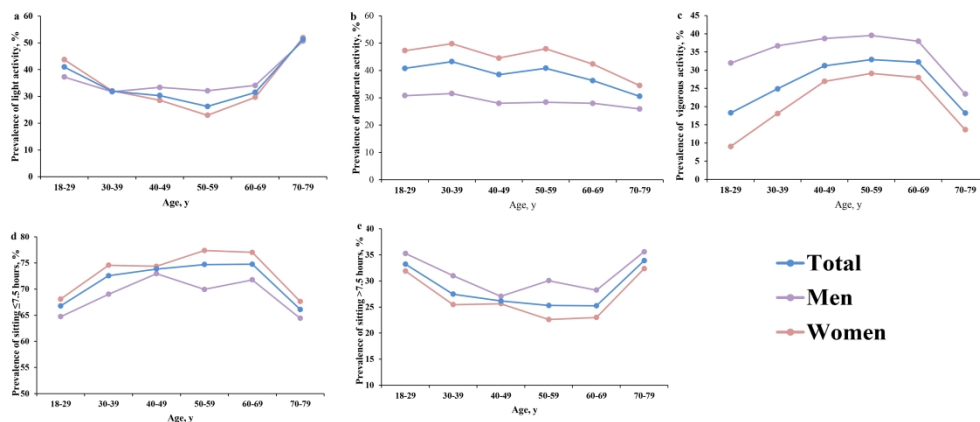 a
Prevalence of light activity, %
60
50
40
30
20
10
0
18-29 30-39 40-49 50-59 60-69 70-79
Age, y
b
Prevalence of moderate activity, %
60
50
40
30
20
10
0
18-29 30-39 40-49 50-59 60-69 70-79
Age, y
c
Prevalence of vigorous activity, %
45
40
35
30
25
20
15
10
5
0
18-29 30-39 40-49 50-59 60-69 70-79
Age, y
d
Prevalence of sitting ≤7.5 hours, %
80
75
70
65
60
55
50
18-29 30-39 40-49 50-59 60-69 70-79
Age, y
e
Prevalence of sitting >7.5 hours, %
40
35
30
25
20
15
10
18-29 30-39 40-49 50-59 60-69 70-79
Age, y
Total
Men
Women